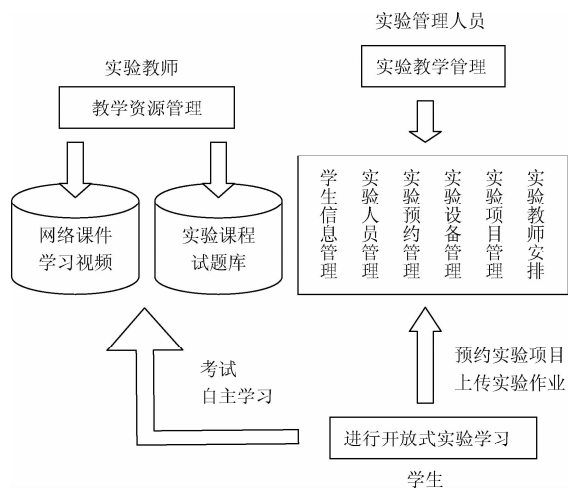 实验管理人员
实验教师
实验教学管理
教学资源管理
网络课件
学习视频
实验课程
试题库
学生信息管理
实验人员管理
实验预约管理
实验设备管理
实验项目管理
实验教师安排
考试
自主学习
预约实验项目
上传实验作业
进行开放式实验学习
学生